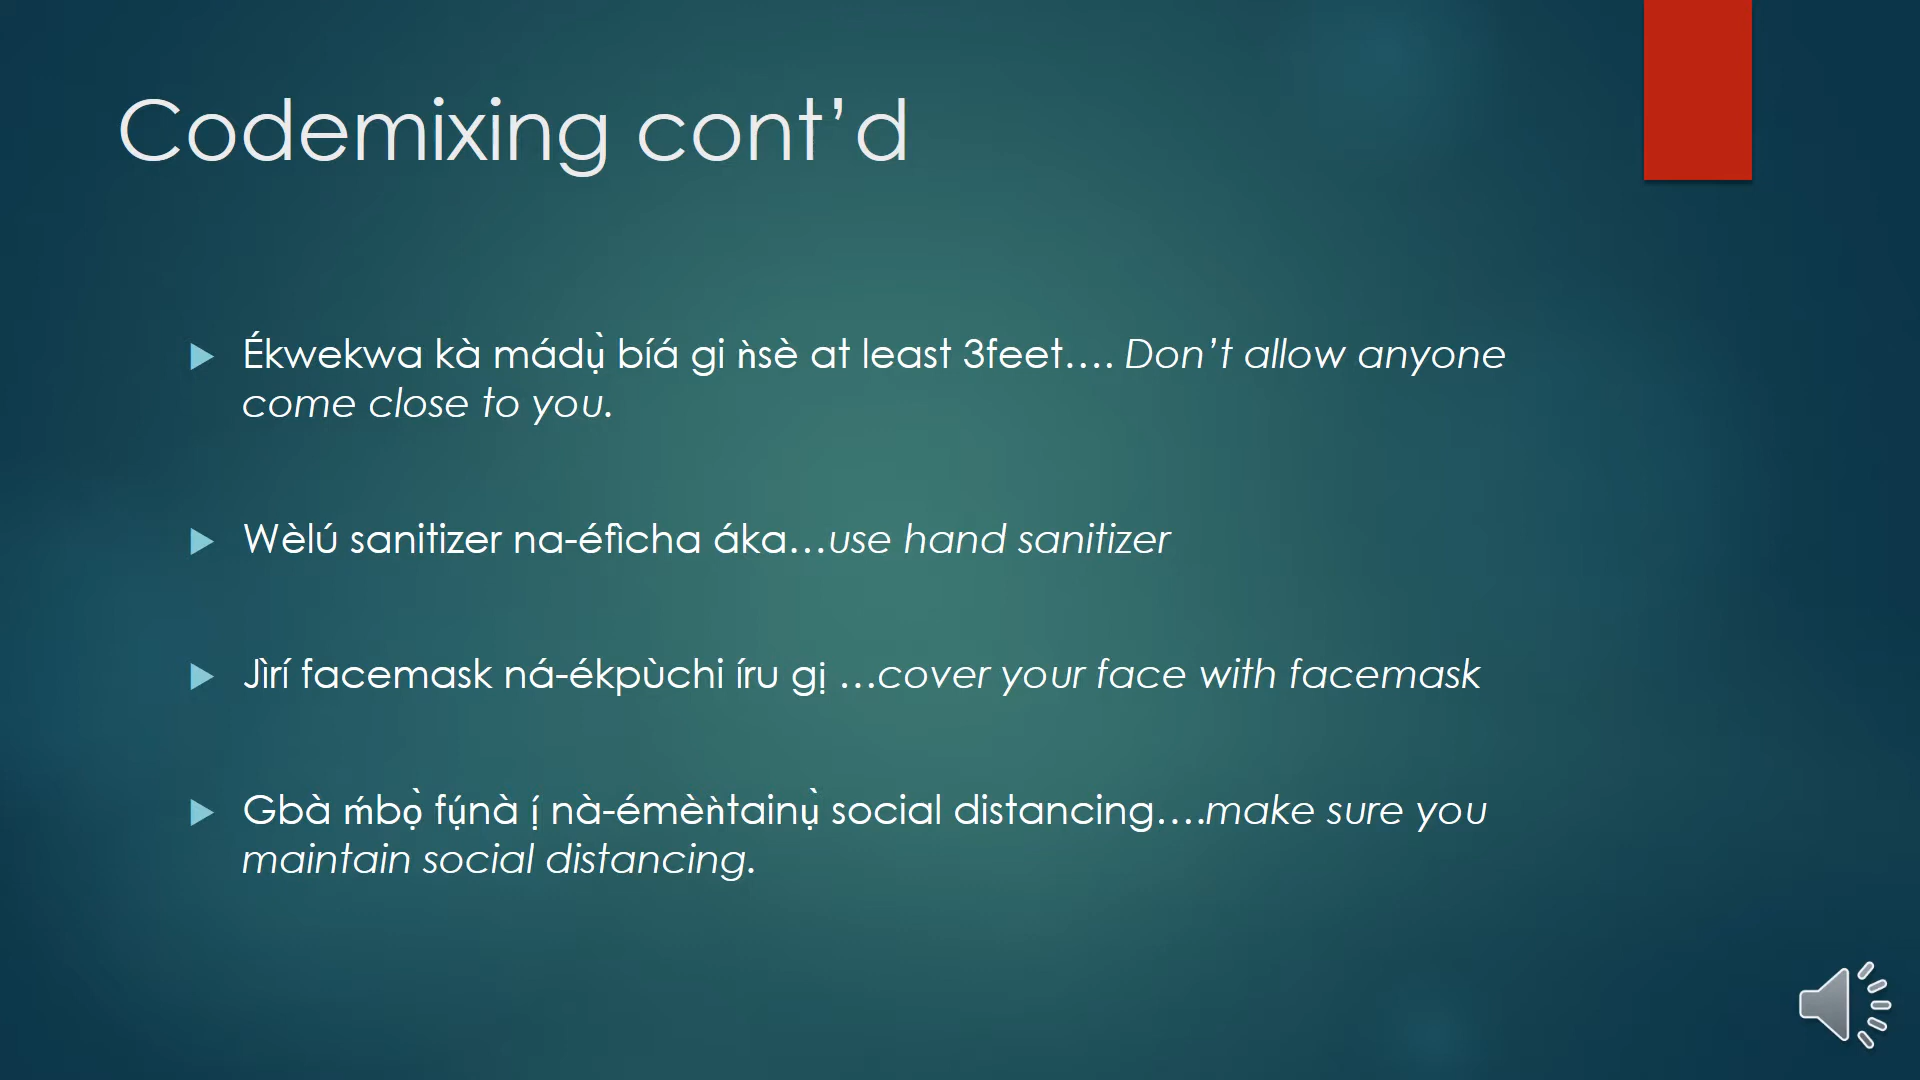 Codemixing cont’d
Ékwekwa kà mádụ̀ bíá gi ǹsè at least 3feet…. Don’t allow anyone
come close to you.
Wèlú sanitizer na-éfìcha áka…use hand sanitizer
Jìrí facemask ná-ékpùchi íru gị …cover your face with facemask
Gbà ḿbọ̀ fụ́nà ị́ nà-émèǹtainụ̀ social distancing….make sure you
maintain social distancing.